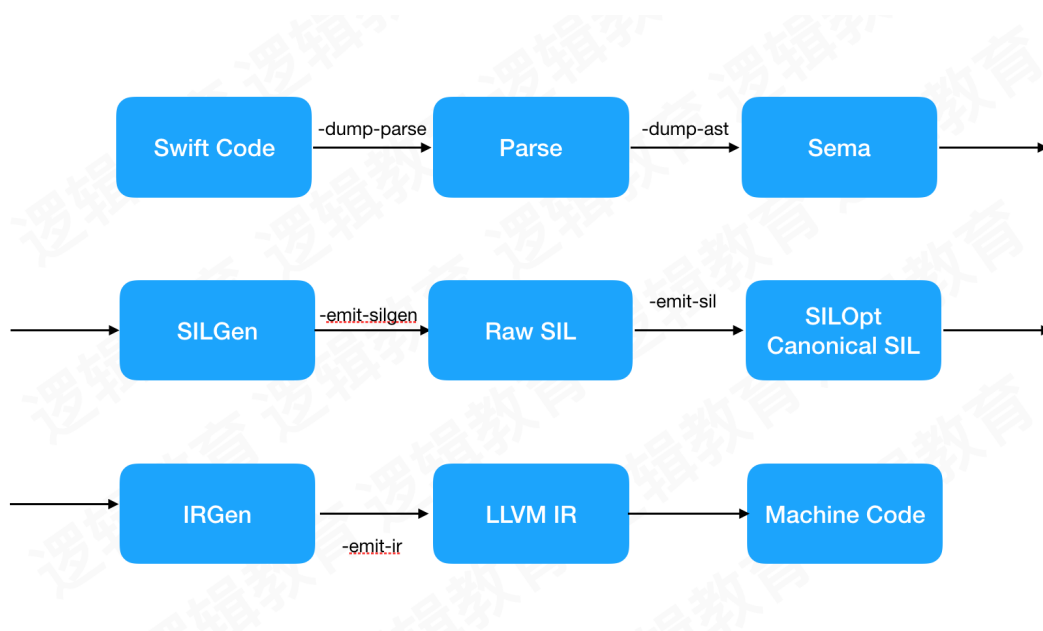 Swift Code
-dump-parse
Parse
-dump-ast
Sema
SILGen
-emit-silgen
Raw SIL
-emit-sil
SILOpt
Canonical SIL
IRGen
-emit-ir
LLVM IR
Machine Code
逻辑教育